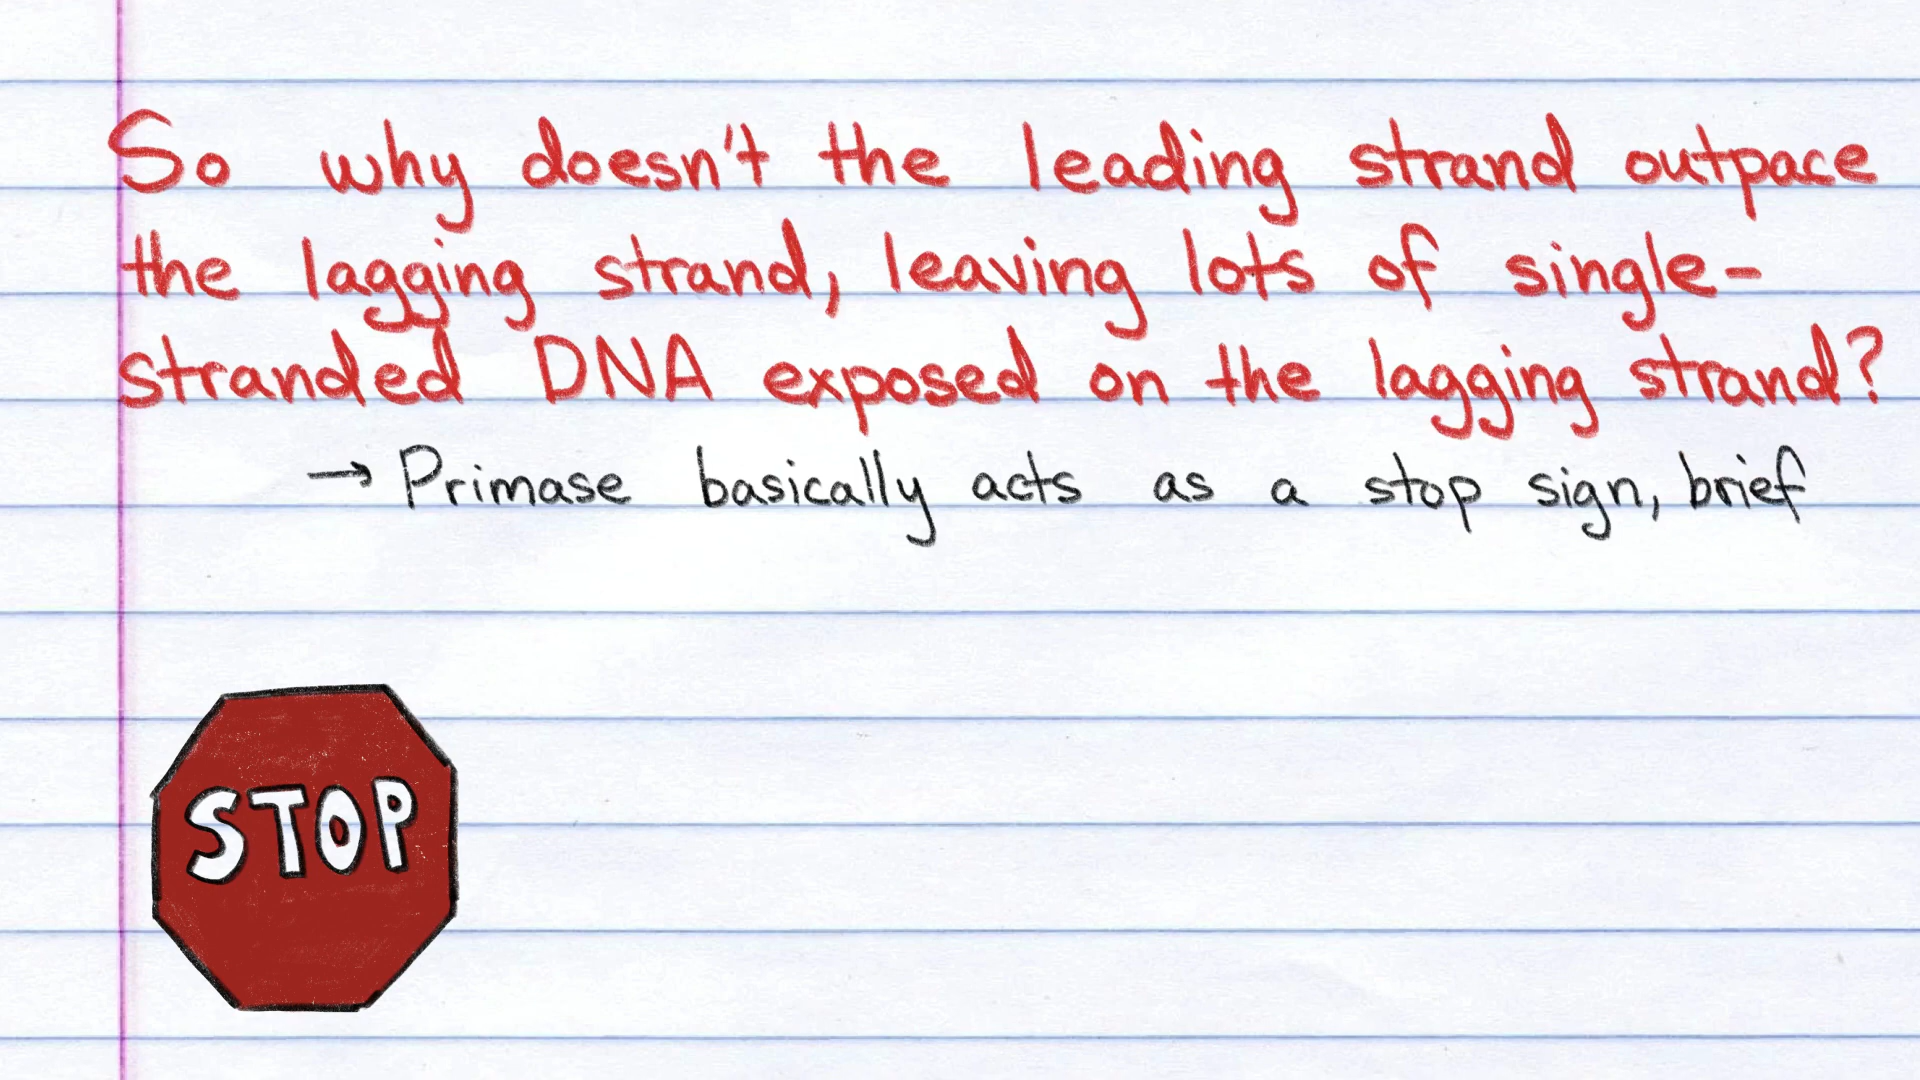 So why doesn't the leading strand outpace
the lagging strand, leaving lots of single-
stranded DNA exposed on the lagging strand?
→ Primase basically acts as a stop sign, brief
STOP